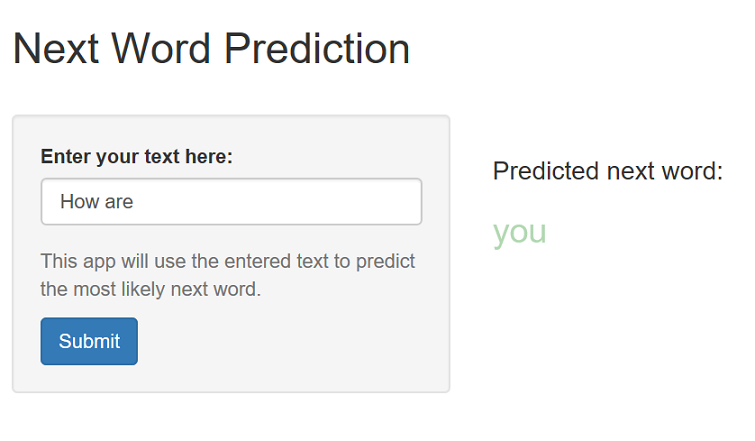 Next Word Prediction
Enter your text here:
How are
This app will use the entered text to predict
the most likely next word.
Submit
Predicted next word:
you